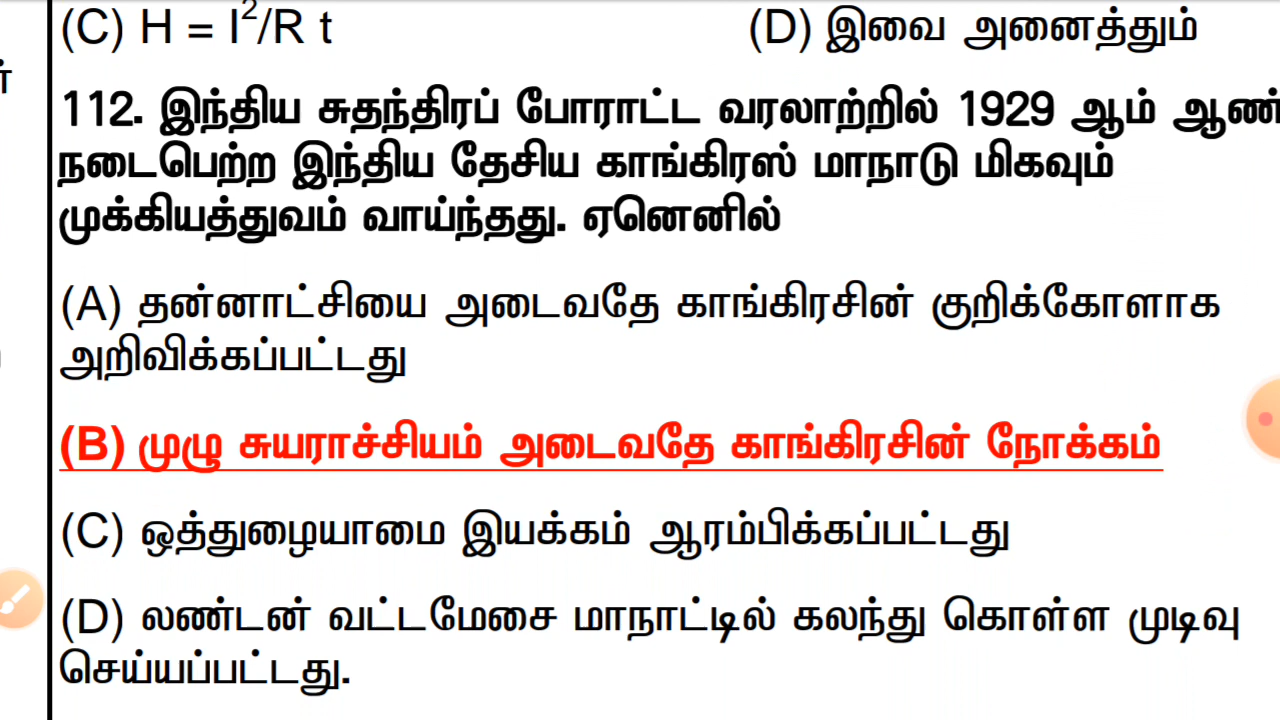 (C) H = I²/R t
(D) இவை அனைத்தும்
112. இந்திய சுதந்திரப் போராட்ட வரலாற்றில் 1929 ஆம் ஆண்
நடைபெற்ற இந்திய தேசிய காங்கிரஸ் மாநாடு மிகவும்
முக்கியத்துவம் வாய்ந்தது. ஏனெனில்
(A) தன்னாட்சியை அடைவதே காங்கிரசின் குறிக்கோளாக
அறிவிக்கப்பட்டது
(B) முழு சுயராச்சியம் அடைவதே காங்கிரசின் நோக்கம்
(C) ஒத்துழையாமை இயக்கம் ஆரம்பிக்கப்பட்டது
(D) லண்டன் வட்டமேசை மாநாட்டில் கலந்து கொள்ள முடிவு
செய்யப்பட்டது.